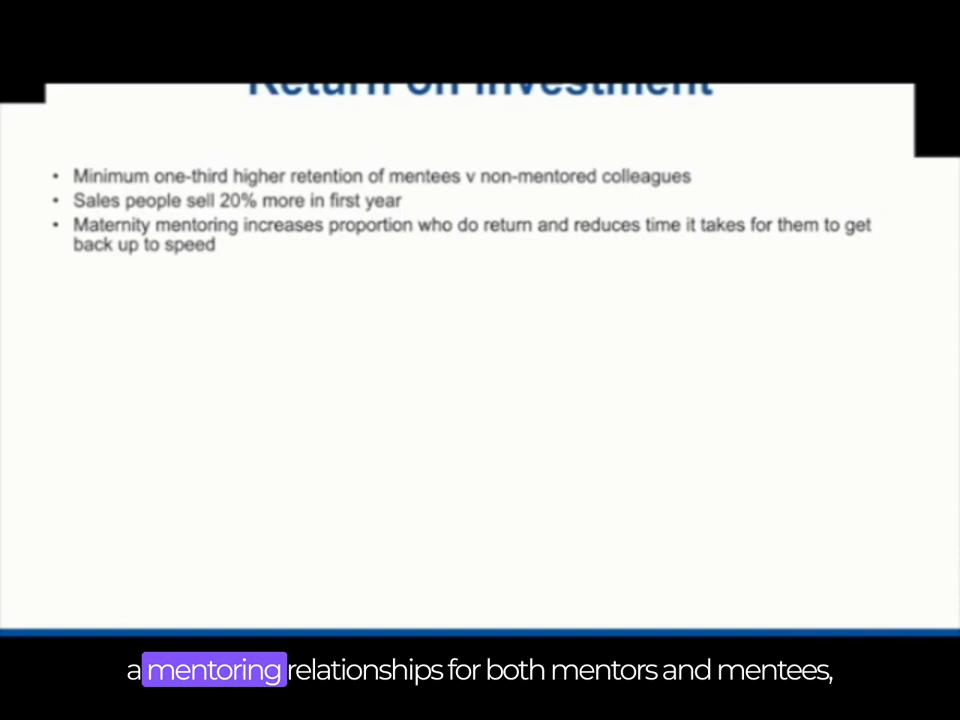 Return on Investment
• Minimum one-third higher retention of mentees v non-mentored colleagues
• Sales people sell 20% more in first year
• Maternity mentoring increases proportion who do return and reduces time it takes for them to get
back up to speed
a mentoring relationships for both mentors and mentees,